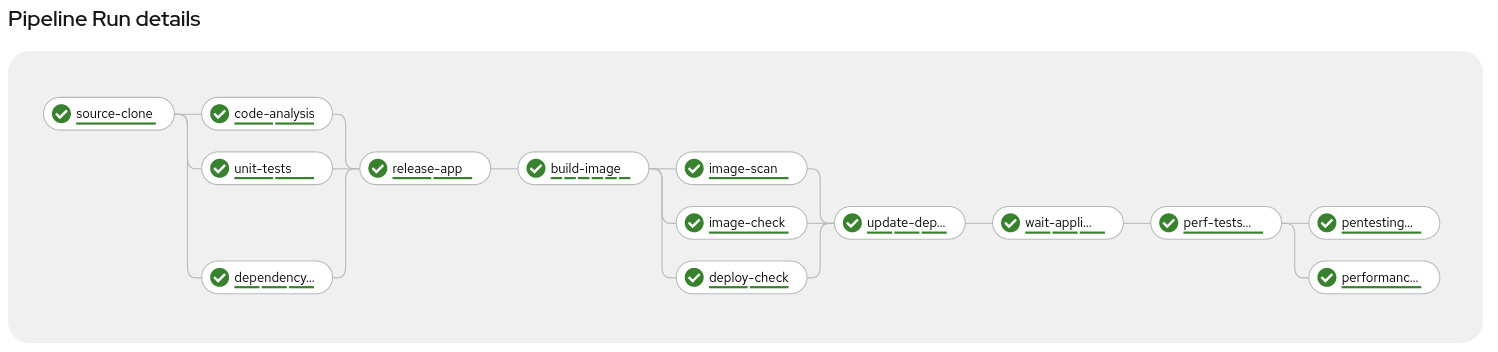 Pipeline Run details
source-clone
code-analysis
unit-tests
dependency...
release-app
build-image
image-scan
image-check
deploy-check
update-dep...
wait-appli...
perf-tests...
pentesting...
performanc...